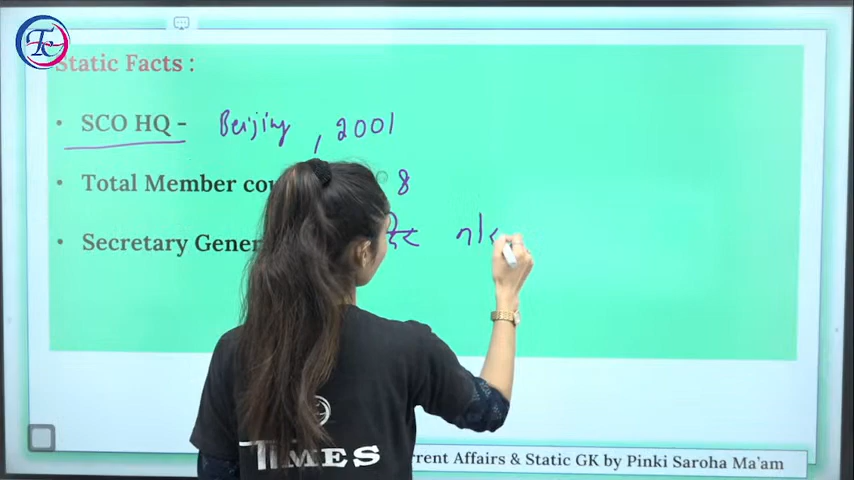 Static Facts :
• SCO HQ - Beijing , 2001
• Total Member cou 8
• Secretary Gener
TIMES
rrent Affairs & Static GK by Pinki Saroha Ma'am